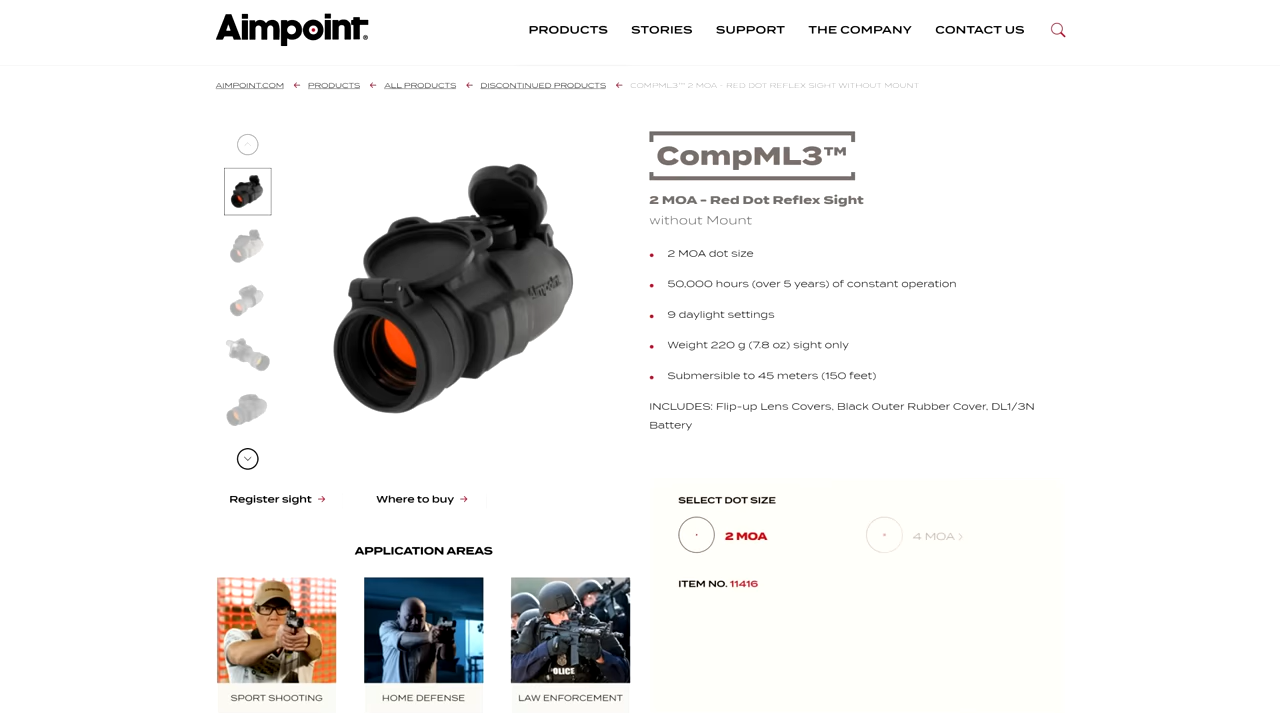 Aimpoint®
PRODUCTS STORIES SUPPORT THE COMPANY CONTACT US
AIMPOINT.COM PRODUCTS ALL PRODUCTS DISCONTINUED PRODUCTS COMPML3™ 2 MOA - RED DOT REFLEX SIGHT WITHOUT MOUNT
CompML3™
2 MOA - Red Dot Reflex Sight
without Mount
2 MOA dot size
50,000 hours (over 5 years) of constant operation
9 daylight settings
Weight 220 g (7.8 oz) sight only
Submersible to 45 meters (150 feet)
INCLUDES: Flip-up Lens Covers, Black Outer Rubber Cover, DL1/3N
Battery
Aimpoint
Register sight Where to buy
SELECT DOT SIZE
2 MOA 4 MOA
ITEM NO. 11416
APPLICATION AREAS
POLICE
SPORT SHOOTING HOME DEFENSE LAW ENFORCEMENT